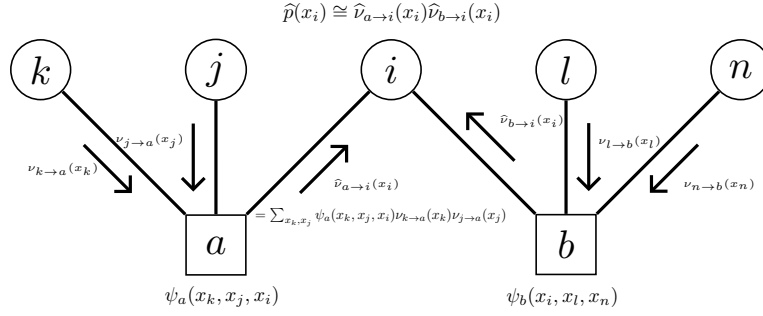 p̂(x_i) ≅ ν̂_{a→i}(x_i)ν̂_{b→i}(x_i)
k
j
i
l
n
ν_{j→a}(x_j)
ν_{k→a}(x_k)
ν̂_{b→i}(x_i)
ν_{l→b}(x_l)
ν_{n→b}(x_n)
ν̂_{a→i}(x_i)
= ∑_{x_k,x_j} ψ_a(x_k, x_j, x_i)ν_{k→a}(x_k)ν_{j→a}(x_j)
a
b
ψ_a(x_k, x_j, x_i)
ψ_b(x_i, x_l, x_n)